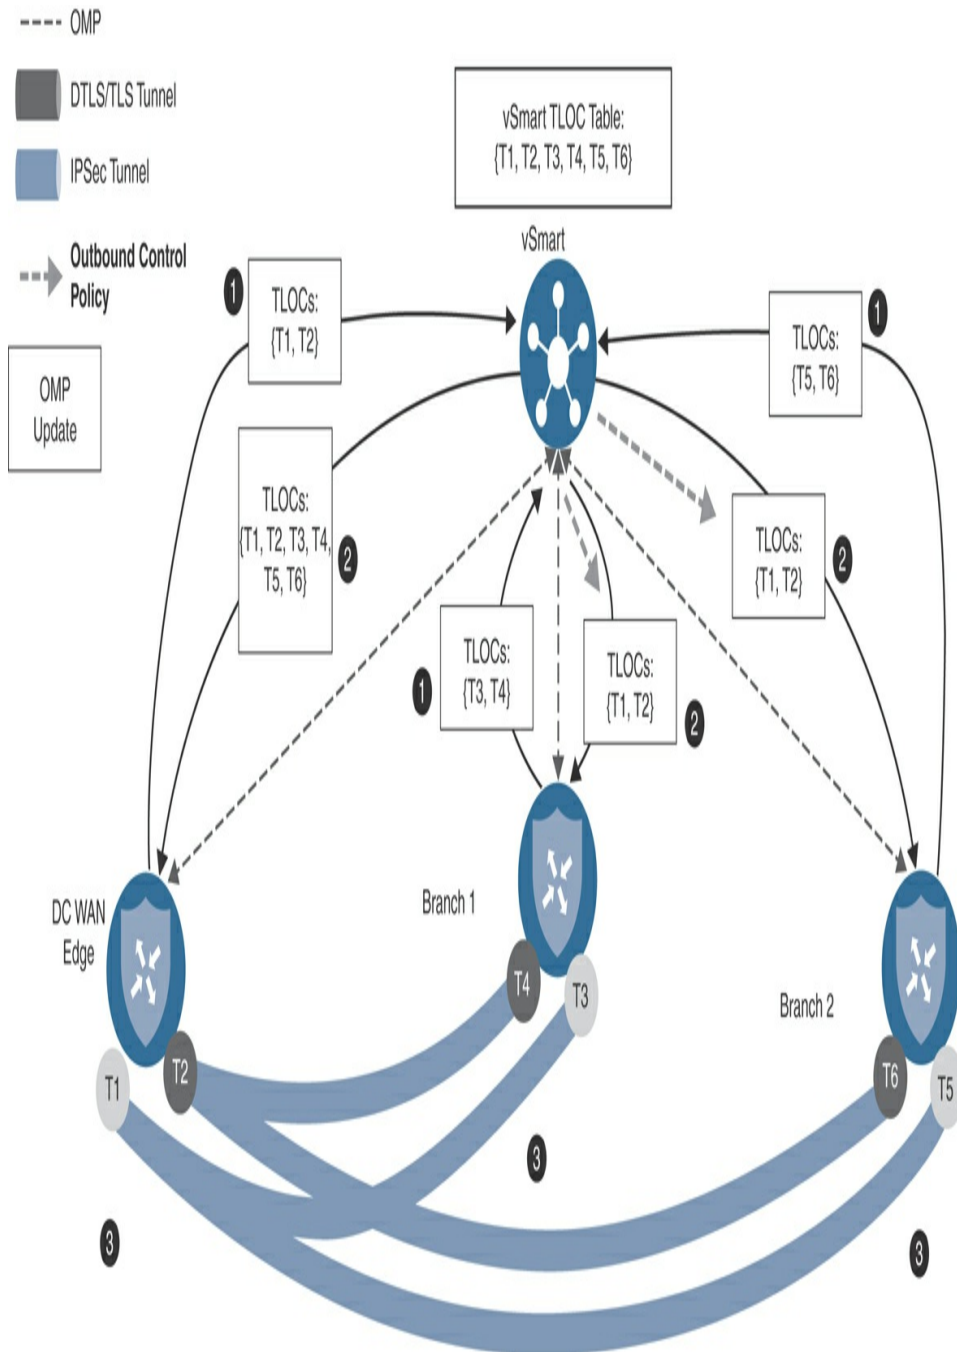 OMP
DTLS/TLS Tunnel
IPSec Tunnel
Outbound Control
Policy
OMP
Update
vSmart TLOC Table:
{T1, T2, T3, T4, T5, T6}
vSmart
1
TLOCs:
{T1, T2}
1
TLOCs:
{T5, T6}
TLOCs:
{T1, T2, T3, T4,
T5, T6}
2
TLOCs:
{T1, T2}
2
1
TLOCs:
{T3, T4}
TLOCs:
{T1, T2}
2
DC WAN
Edge
Branch 1
Branch 2
T4
T3
T1
T2
T6
T5
3
3
3